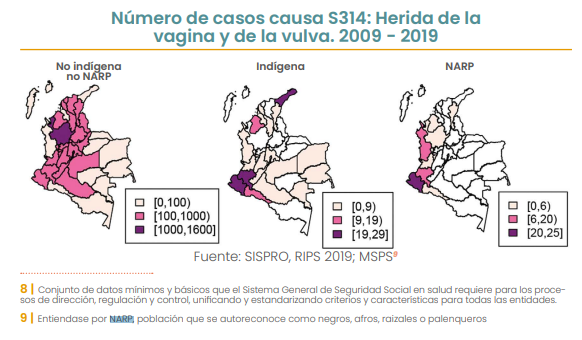 Número de casos causa S314: Herida de la
vagina y de la vulva. 2009 - 2019
No indígena
no NARP
Indígena
NARP
[0,100)
[100,1000)
[1000,1600]
[0,9)
[9,19)
[19,29]
[0,6)
[6,20)
[20,25]
Fuente: SISPRO, RIPS 2019; MSPS9
8 | Conjunto de datos mínimos y básicos que el Sistema General de Seguridad Social en salud requiere para los proce-
sos de dirección, regulación y control, unificando y estandarizando criterios y características para todas las entidades.
9 | Entiendase por NARP, población que se autoreconoce como negros, afros, raizales o palenqueros